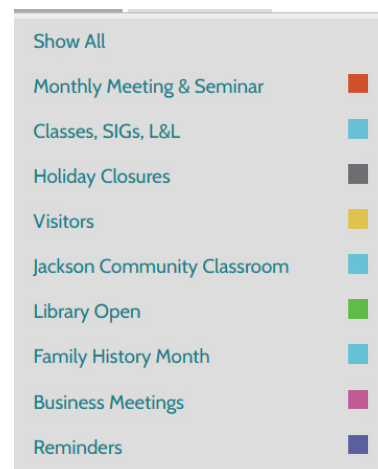 Show All
Monthly Meeting & Seminar
Classes, SIGs, L&L
Holiday Closures
Visitors
Jackson Community Classroom
Library Open
Family History Month
Business Meetings
Reminders